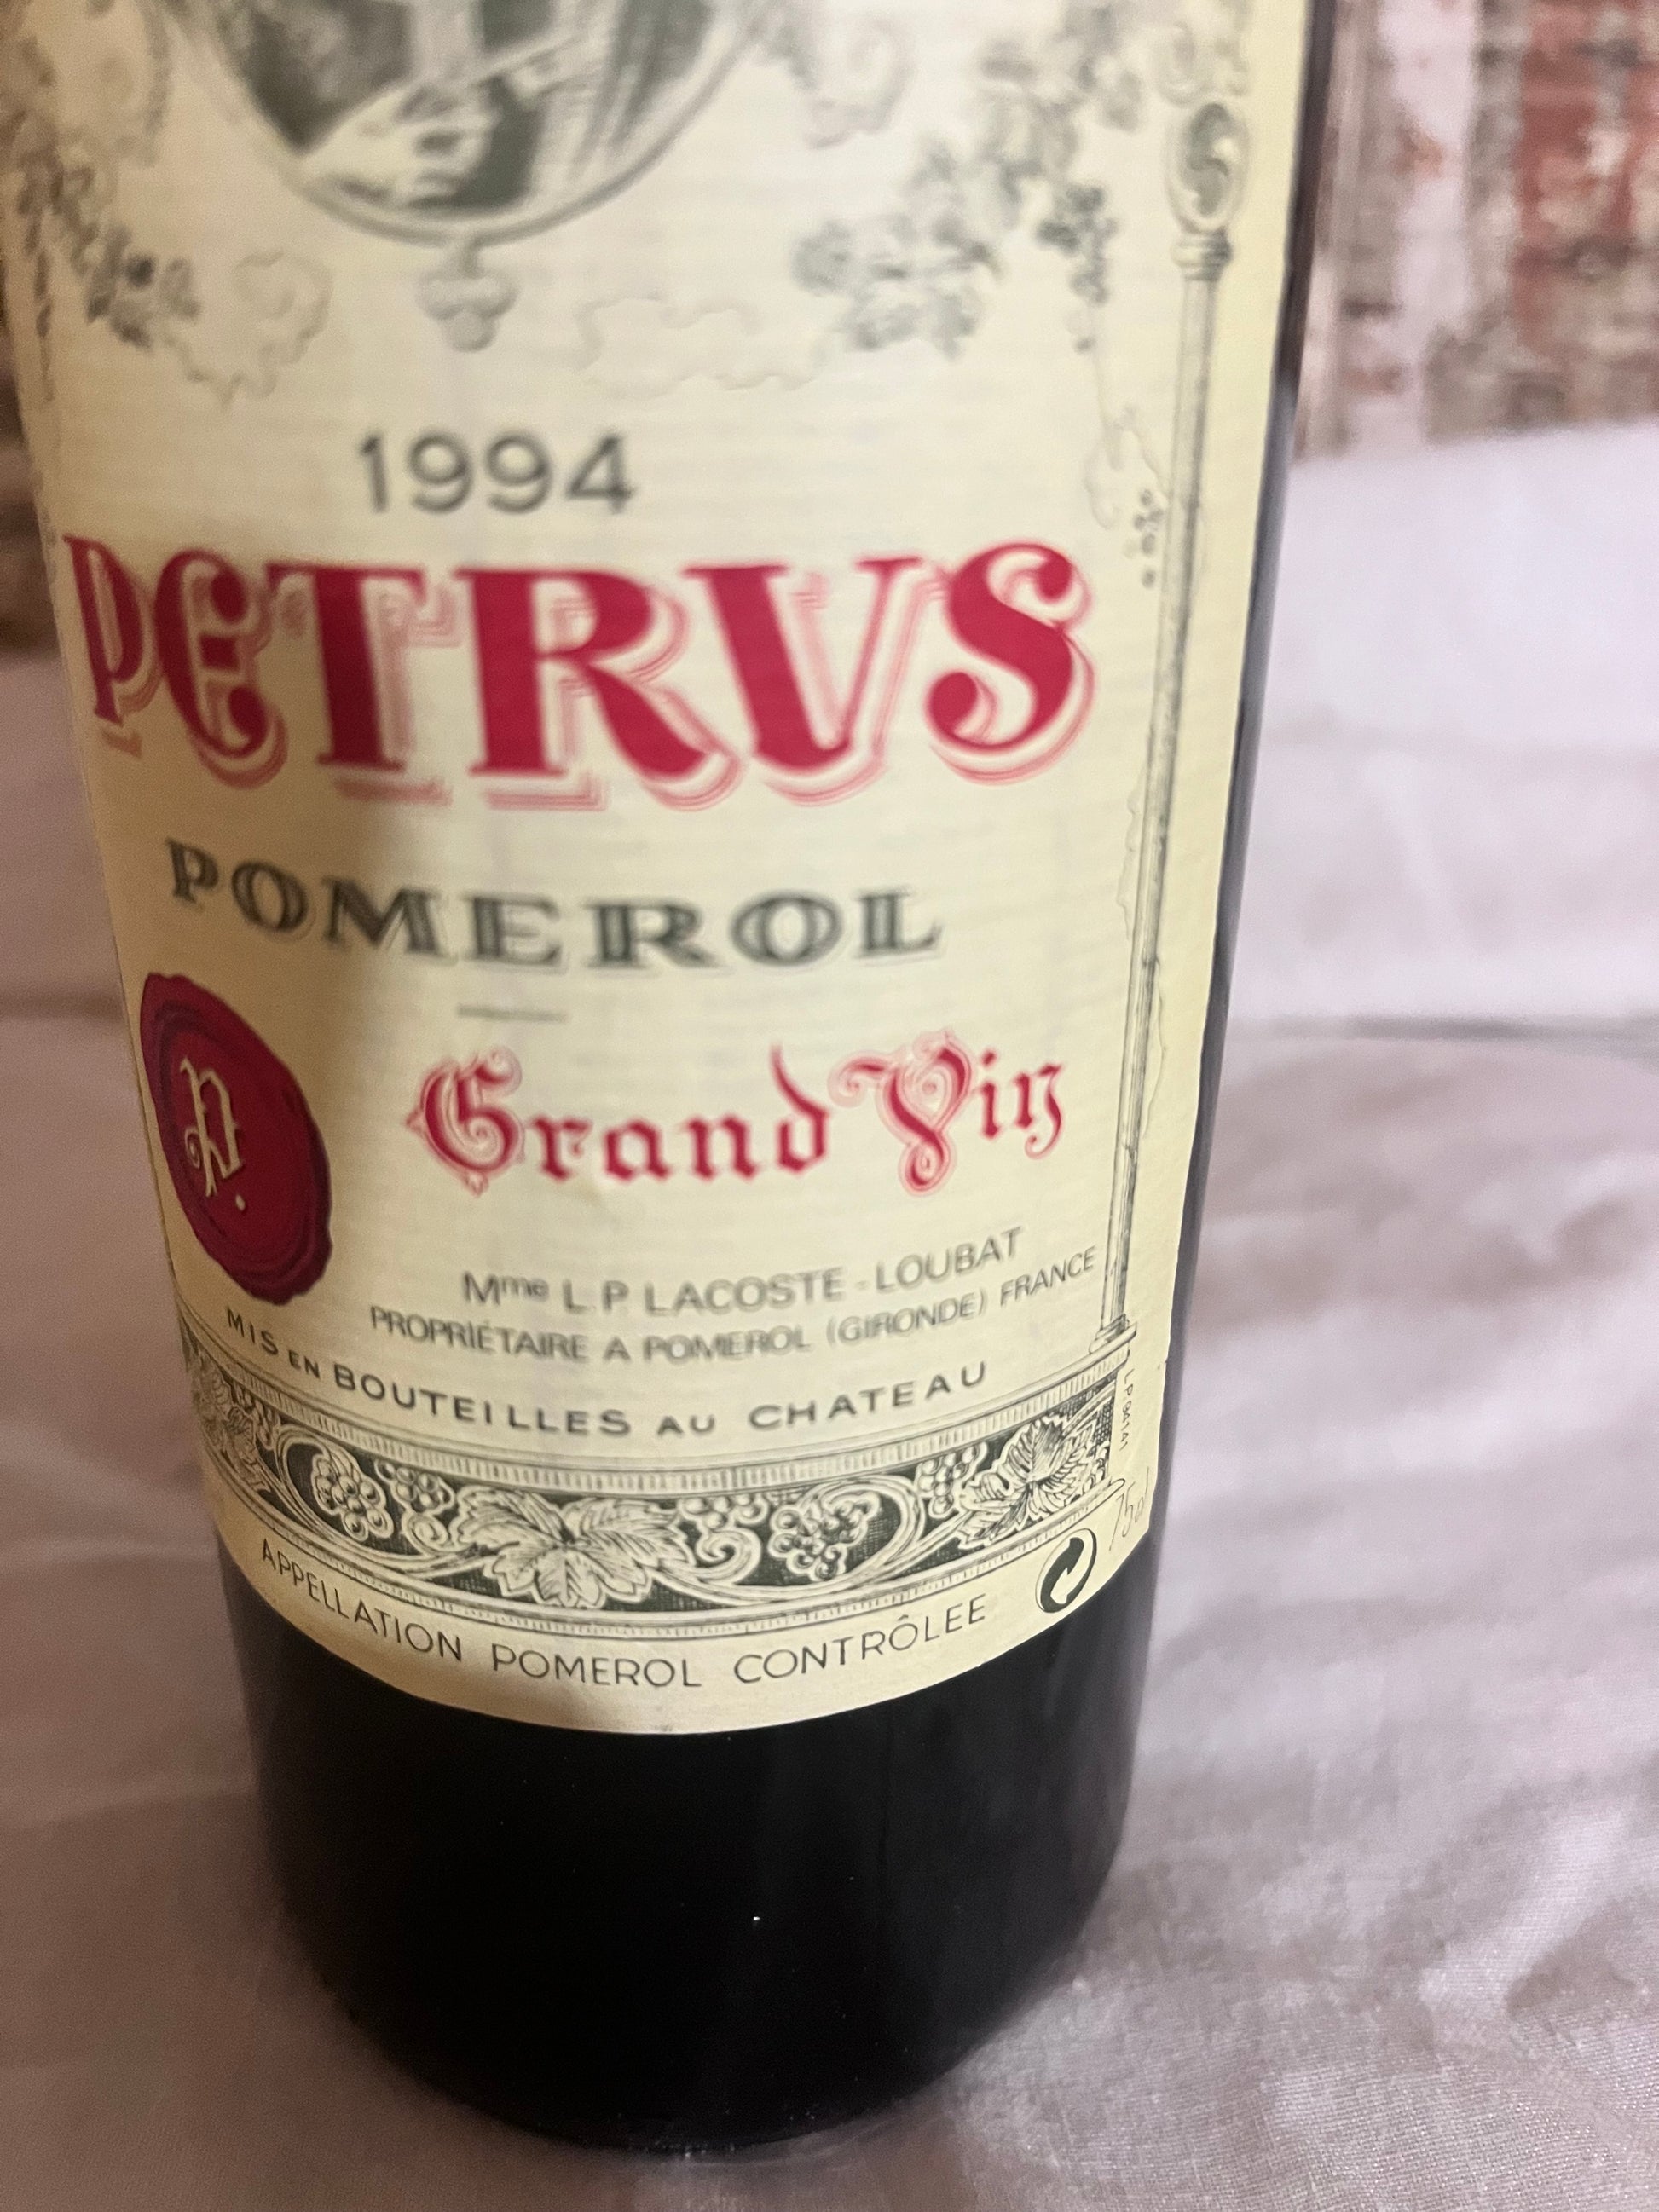 1994
PETRVS
POMEROL
Grand Vin
P.
Mme L.P. LACOSTE - LOUBAT
PROPRIÉTAIRE A POMEROL (GIRONDE) FRANCE
MIS EN BOUTEILLES AU CHATEAU
75cl
APPELLATION POMEROL CONTRÔLEE